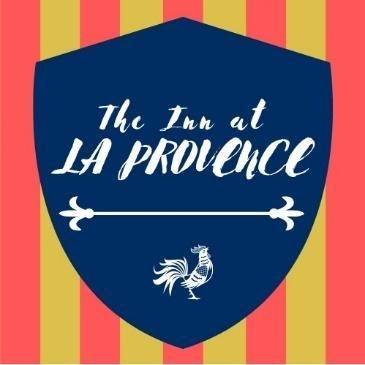 The Inn at
LA PROVENCE